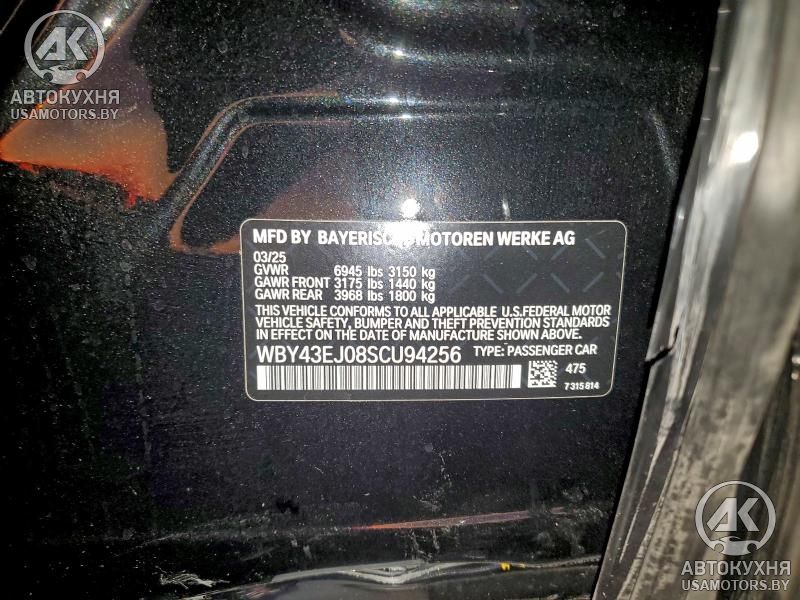 АК
АВТОКУХНЯ
USAMOTORS.BY
MFD BY BAYERISCHE MOTOREN WERKE AG
03/25
GVWR 6945 lbs 3150 kg
GAWR FRONT 3175 lbs 1440 kg
GAWR REAR 3968 lbs 1800 kg
THIS VEHICLE CONFORMS TO ALL APPLICABLE U.S.FEDERAL MOTOR
VEHICLE SAFETY, BUMPER AND THEFT PREVENTION STANDARDS
IN EFFECT ON THE DATE OF MANUFACTURE SHOWN ABOVE.
WBY43EJ08SCU94256 TYPE: PASSENGER CAR
475
7315814
АК
АВТОКУХНЯ
USAMOTORS.BY